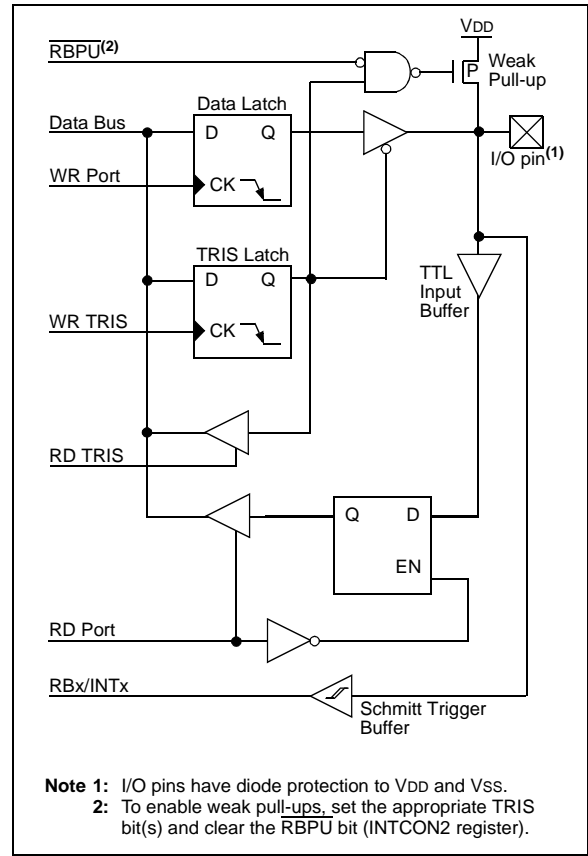 VDD
RBPU(2)
P
Weak
Pull-up
Data Latch
Data Bus
D Q
I/O pin(1)
WR Port
CK
TRIS Latch
D Q
TTL
Input
Buffer
WR TRIS
CK
RD TRIS
Q D
EN
RD Port
RBx/INTx
Schmitt Trigger
Buffer
Note 1: I/O pins have diode protection to VDD and VSS.
2: To enable weak pull-ups, set the appropriate TRIS
bit(s) and clear the RBPU bit (INTCON2 register).